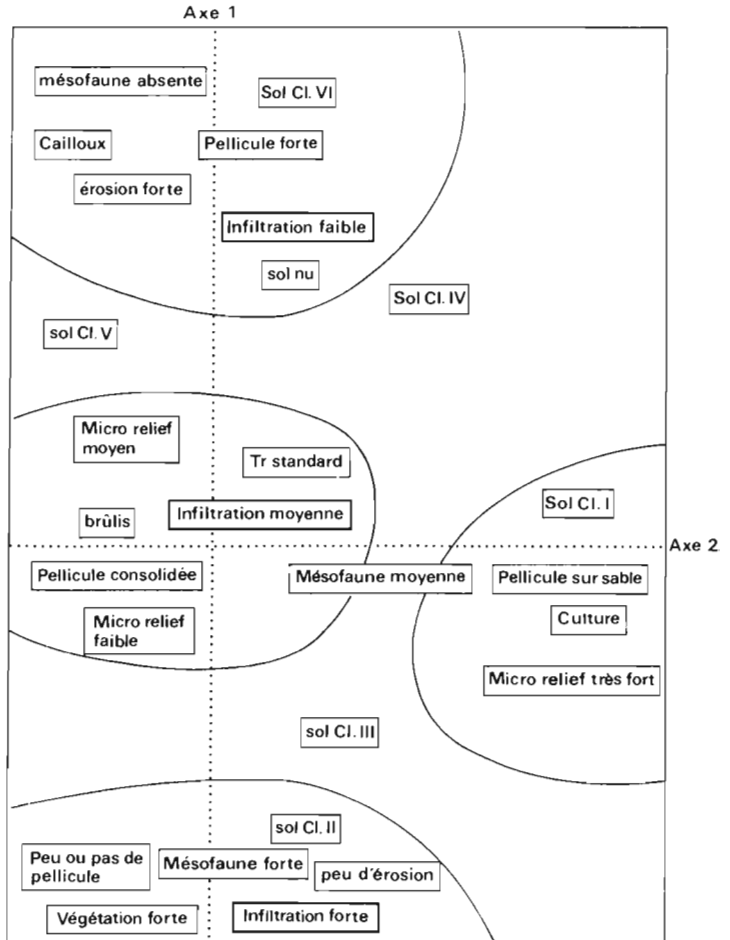 Axe 1
mésofaune absente
Sol Cl. VI
Cailloux
Pellicule forte
érosion forte
Infiltration faible
sol nu
Sol Cl. IV
sol Cl. V
Micro relief
moyen
Tr standard
Sol Cl. I
Infiltration moyenne
brûlis
Axe 2
Pellicule consolidée
Mésofaune moyenne
Pellicule sur sable
Micro relief
faible
Culture
Micro relief très fort
sol Cl. III
sol Cl. II
Peu ou pas de
pellicule
Mésofaune forte
peu d'érosion
Végétation forte
Infiltration forte